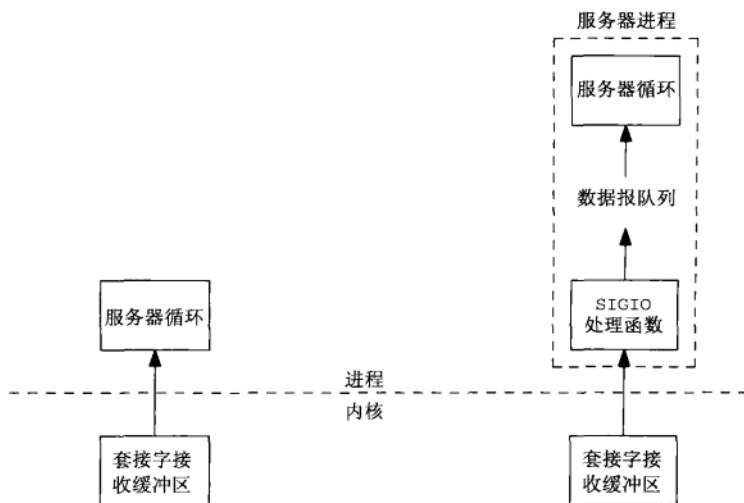 服务器进程
服务器循环
数据报队列
服务器循环
SIGIO
处理函数
进程
内核
套接字接
收缓冲区
套接字接
收缓冲区